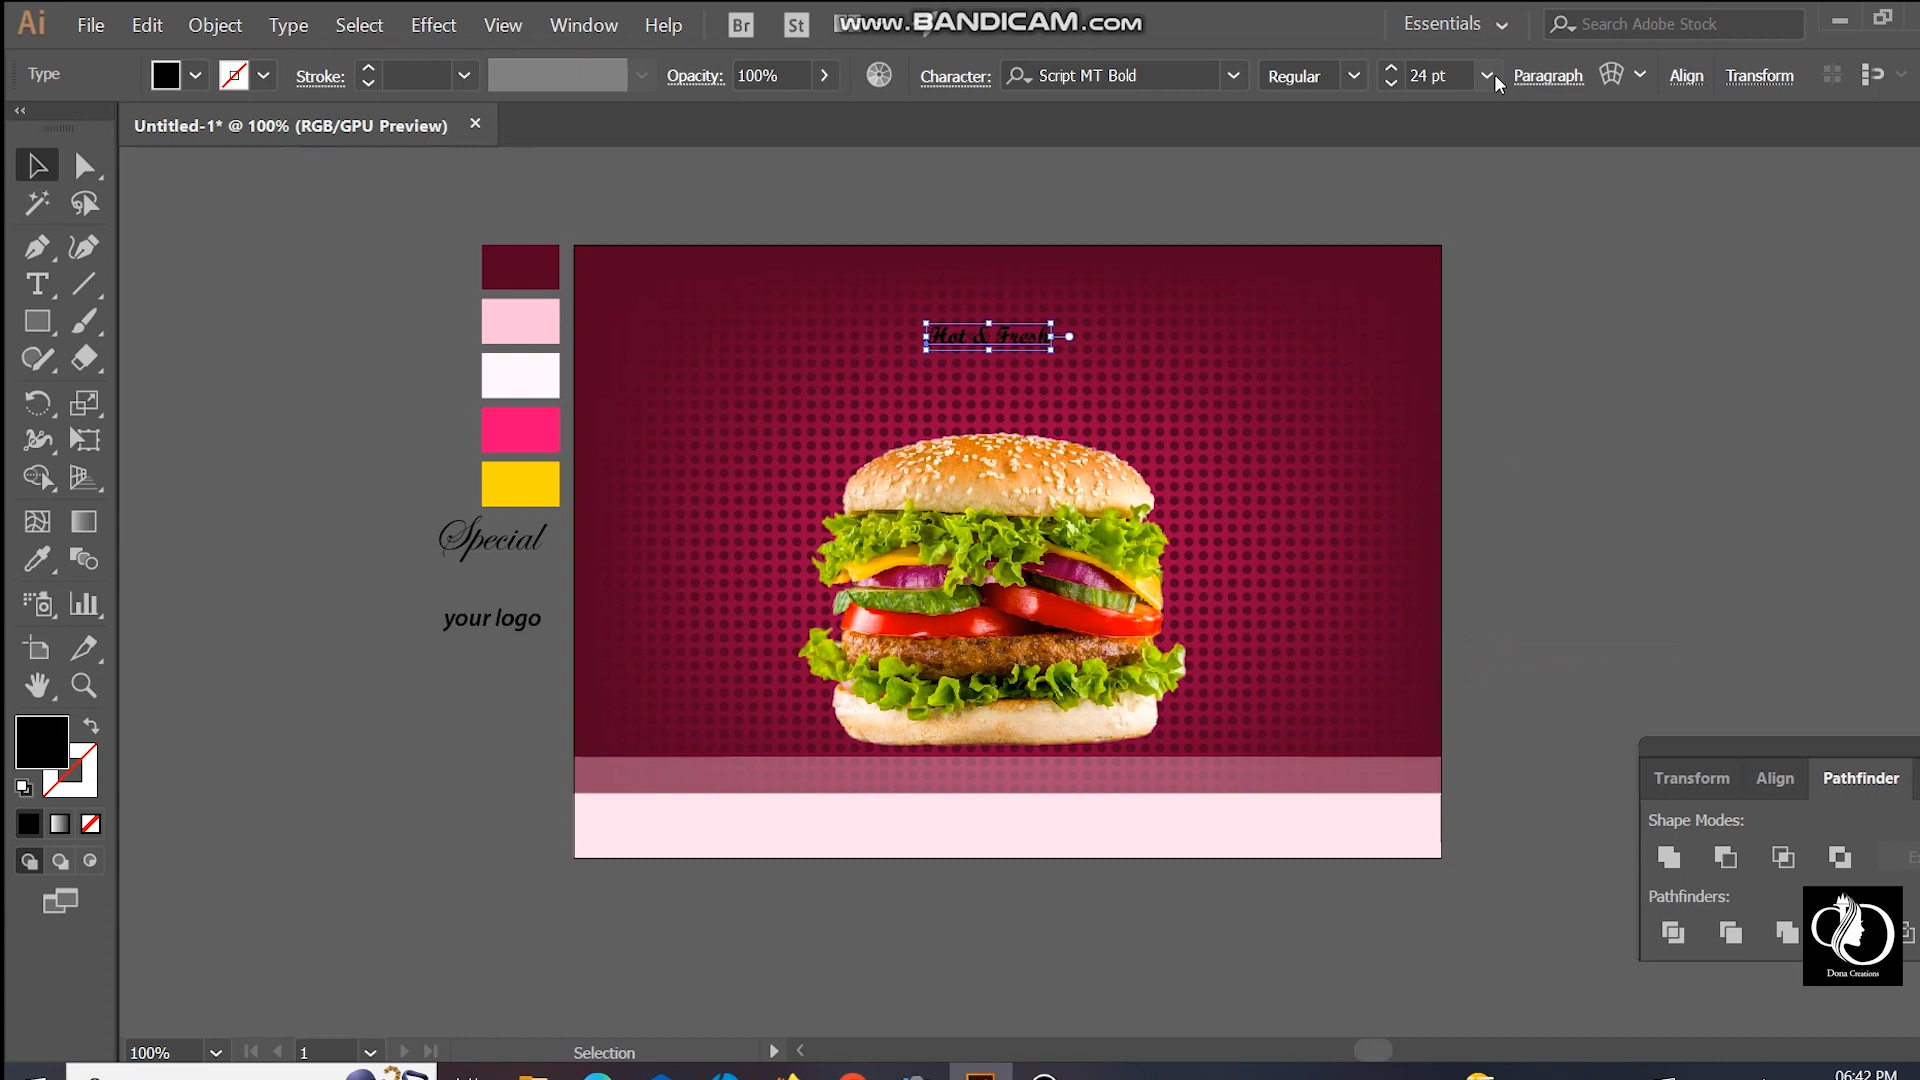 Ai File Edit Object Type Select Effect View Window Help Br St www.BANDICAM.com Essentials Search Adobe Stock
Type Stroke: Opacity: 100% Character: Script MT Bold Regular 24 pt Paragraph Align Transform
Untitled-1* @ 100% (RGB/GPU Preview)
Hot & Fresh
Special
your logo
Transform Align Pathfinder
Shape Modes:
Pathfinders:
Dona Creations
100% 1 Selection
06:42 PM